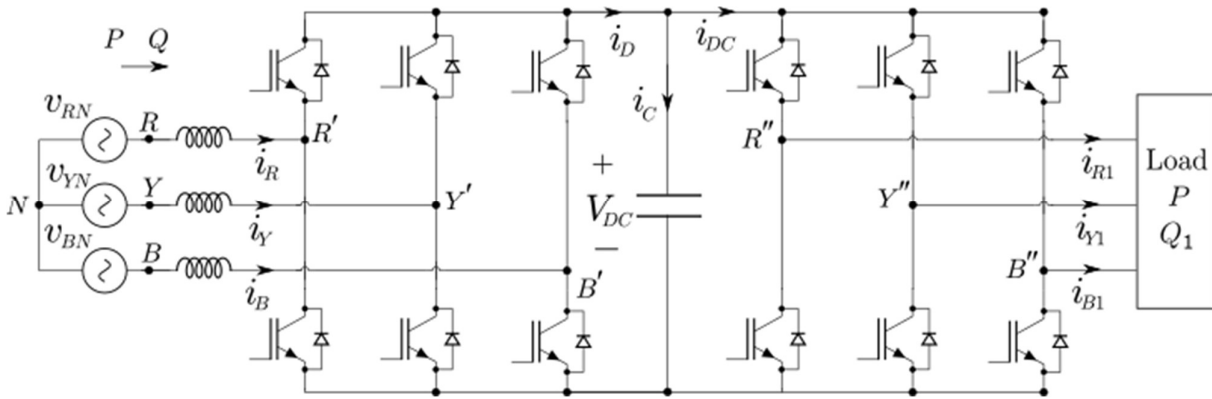 P Q
i_D
i_DC
i_C
v_RN
R
i_R
R′
R″
i_R1
v_YN
Y
N
i_Y
Y′
+
V_DC
−
Y″
i_Y1
v_BN
B
i_B
B′
B″
i_B1
Load
P
Q_1